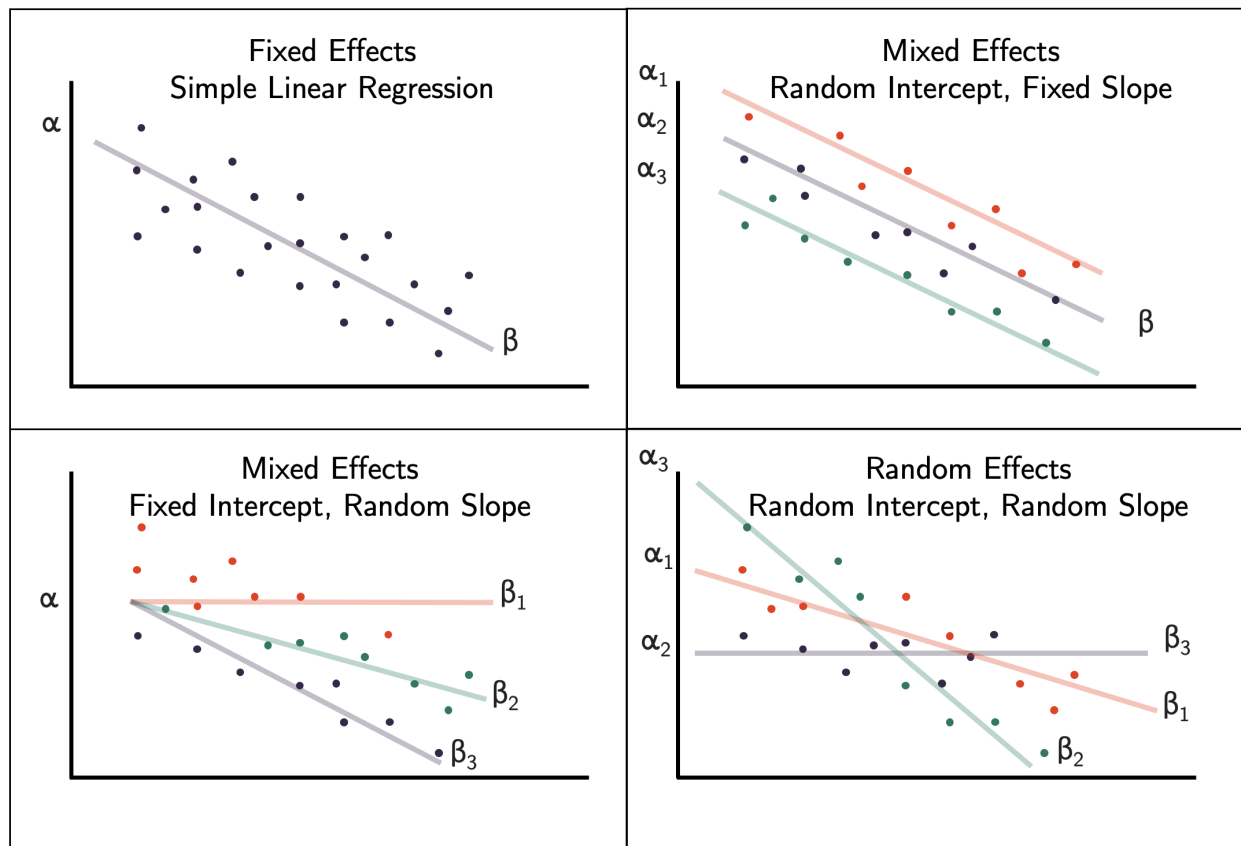 Fixed Effects
Simple Linear Regression
α
β
Mixed Effects
Random Intercept, Fixed Slope
α₁
α₂
α₃
β
Mixed Effects
Fixed Intercept, Random Slope
α
β₁
β₂
β₃
Random Effects
Random Intercept, Random Slope
α₃
α₁
α₂
β₃
β₁
β₂